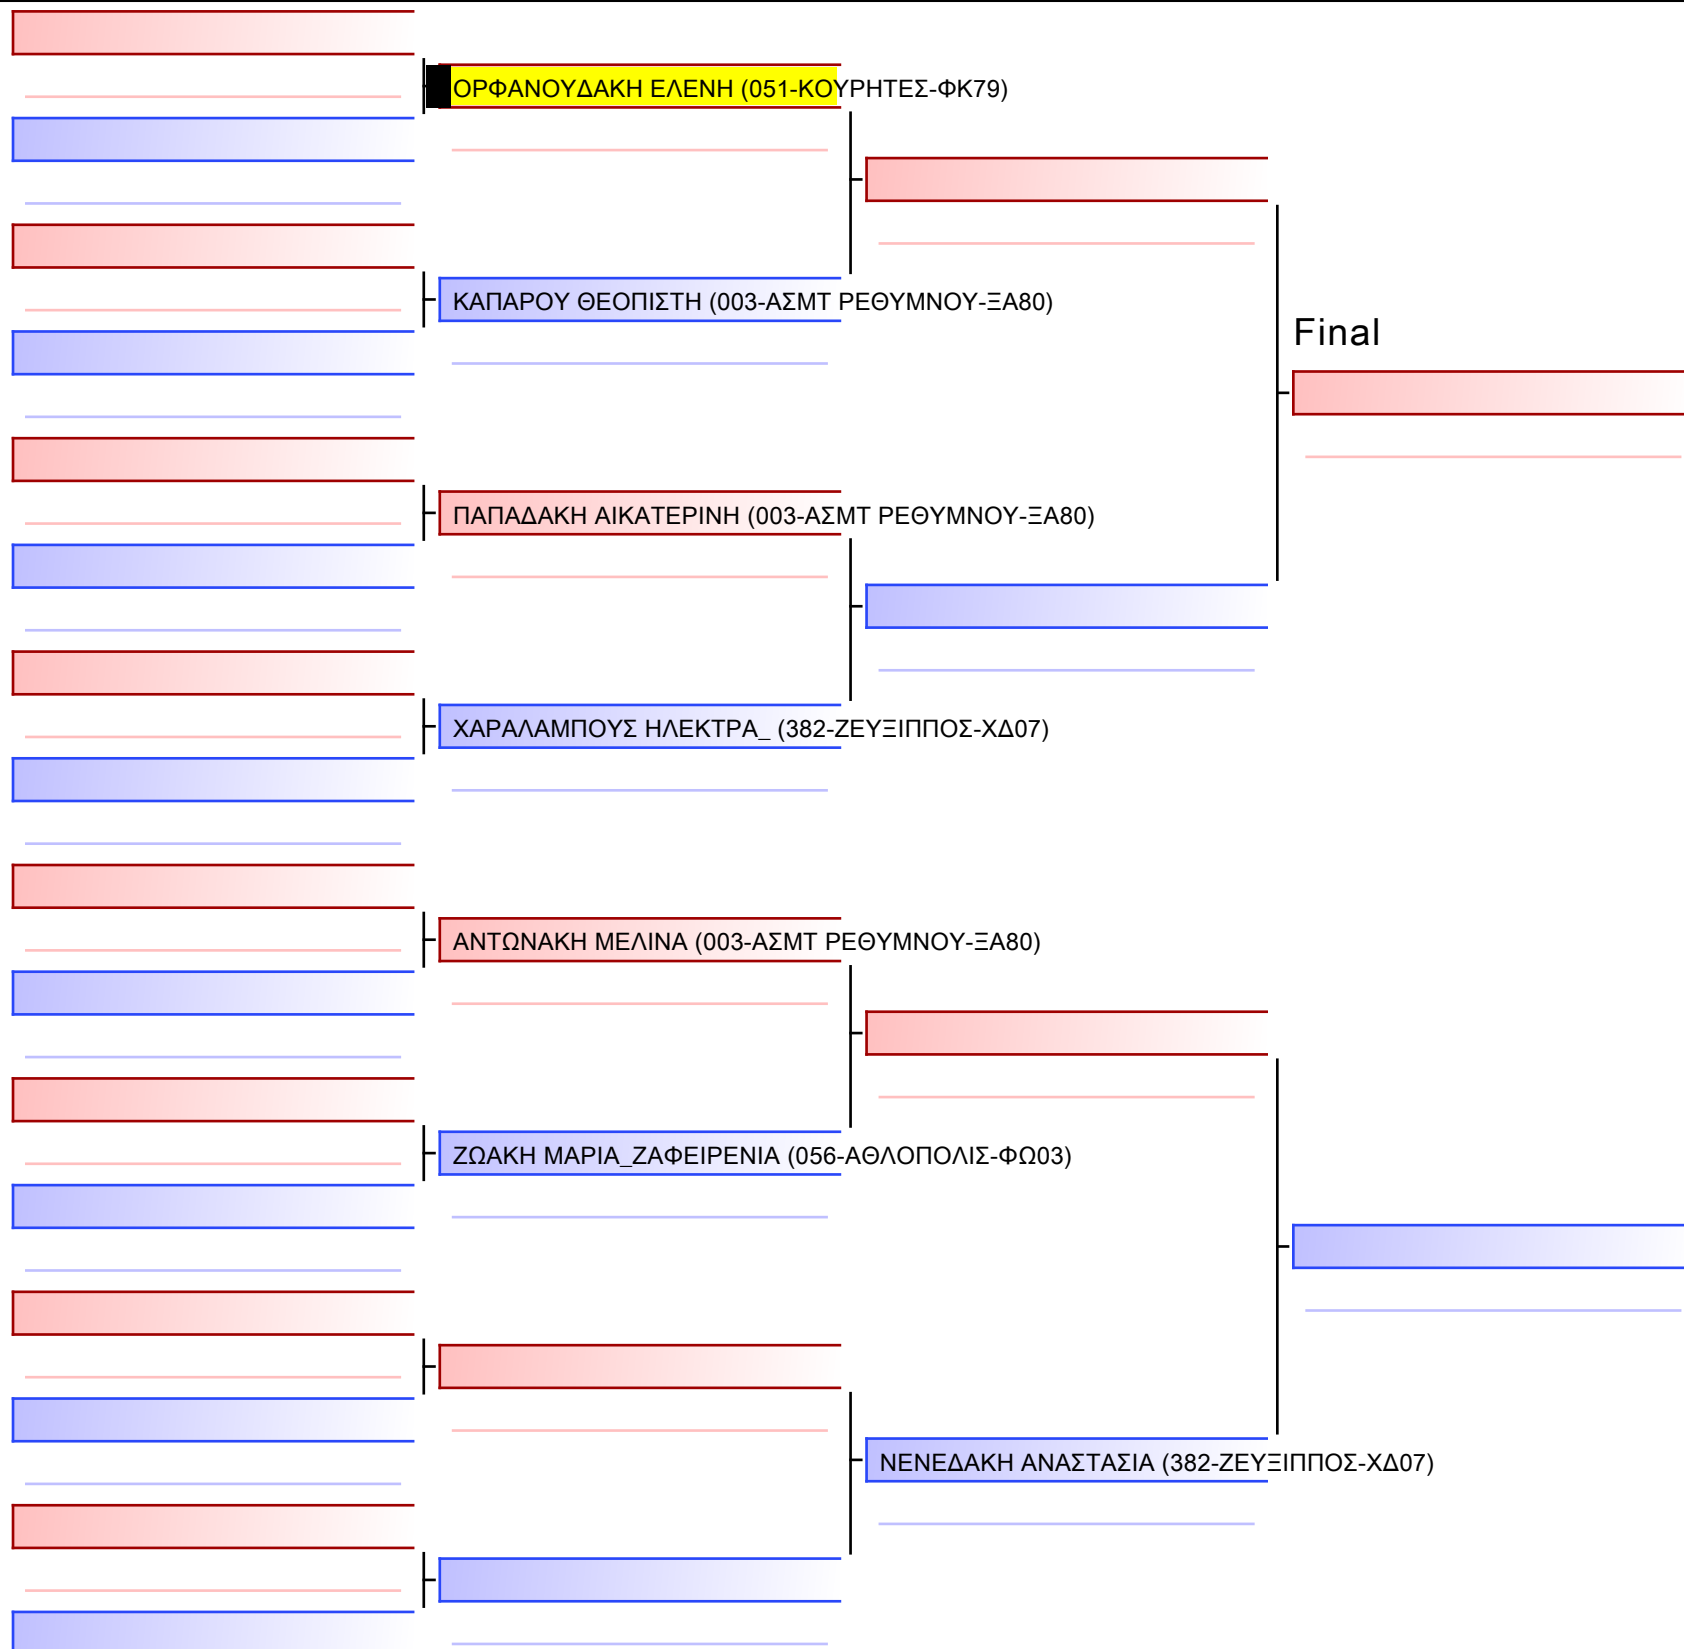 ΟΡΦΑΝΟΥΔΑΚΗ ΕΛΕΝΗ (051-ΚΟΥΡΗΤΕΣ-ΦΚ79)
ΚΑΠΑΡΟΥ ΘΕΟΠΙΣΤΗ (003-ΑΣΜΤ ΡΕΘΥΜΝΟΥ-ΞΑ80)
Final
ΠΑΠΑΔΑΚΗ ΑΙΚΑΤΕΡΙΝΗ (003-ΑΣΜΤ ΡΕΘΥΜΝΟΥ-ΞΑ80)
ΧΑΡΑΛΑΜΠΟΥΣ ΗΛΕΚΤΡΑ_ (382-ΖΕΥΞΙΠΠΟΣ-ΧΔ07)
ΑΝΤΩΝΑΚΗ ΜΕΛΙΝΑ (003-ΑΣΜΤ ΡΕΘΥΜΝΟΥ-ΞΑ80)
ΖΩΑΚΗ ΜΑΡΙΑ_ΖΑΦΕΙΡΕΝΙΑ (056-ΑΘΛΟΠΟΛΙΣ-ΦΩ03)
ΝΕΝΕΔΑΚΗ ΑΝΑΣΤΑΣΙΑ (382-ΖΕΥΞΙΠΠΟΣ-ΧΔ07)